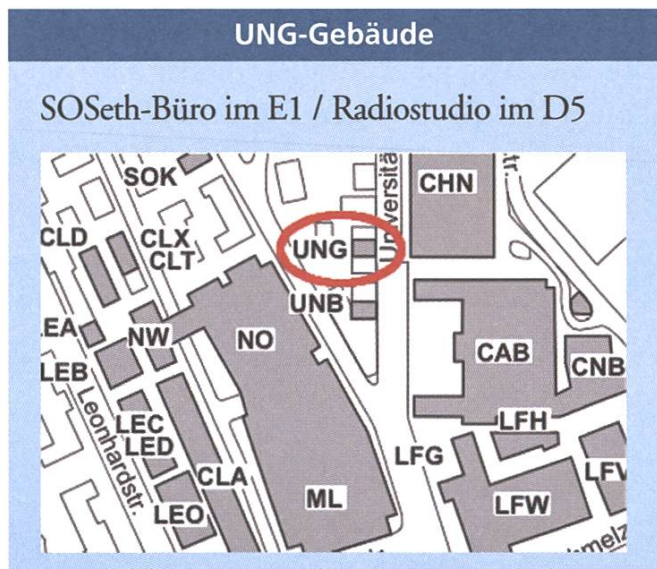 UNG-Gebäude
SOSeth-Büro im E1 / Radiostudio im D5
SOK
CHN
CLD
CLX
CLT
UNG
UNB
NW
NO
CAB
CNB
LEB
Leonhardstr.
LEC
LED
LFH
CLA
LFG
LEO
ML
LFW